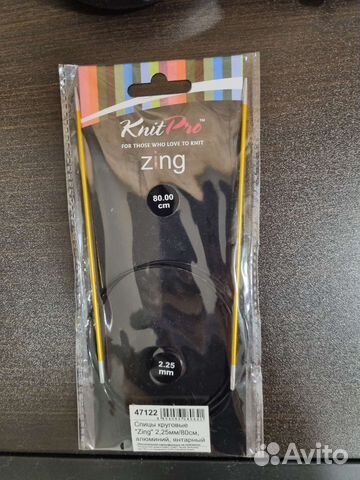 KnitPro™
FOR THOSE WHO LOVE TO KNIT
zing
80.00
cm
2.25
mm
47122
Спицы круговые
"Zing" 2,25мм/80см,
алюминий, янтарный
Avito